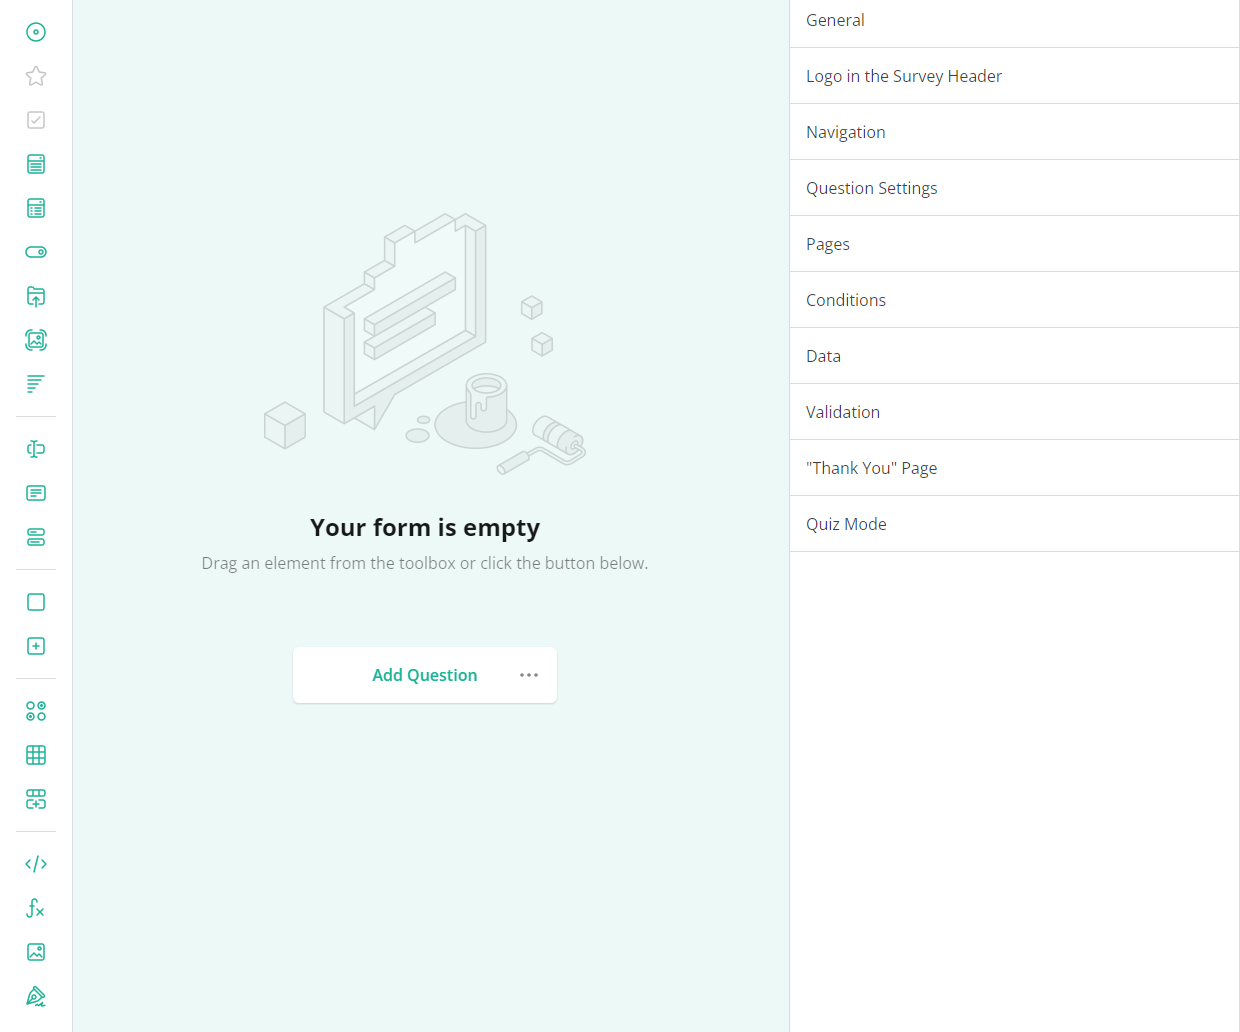 General
Logo in the Survey Header
Navigation
Question Settings
Pages
Conditions
Data
Validation
"Thank You" Page
Quiz Mode
Your form is empty
Drag an element from the toolbox or click the button below.
Add Question